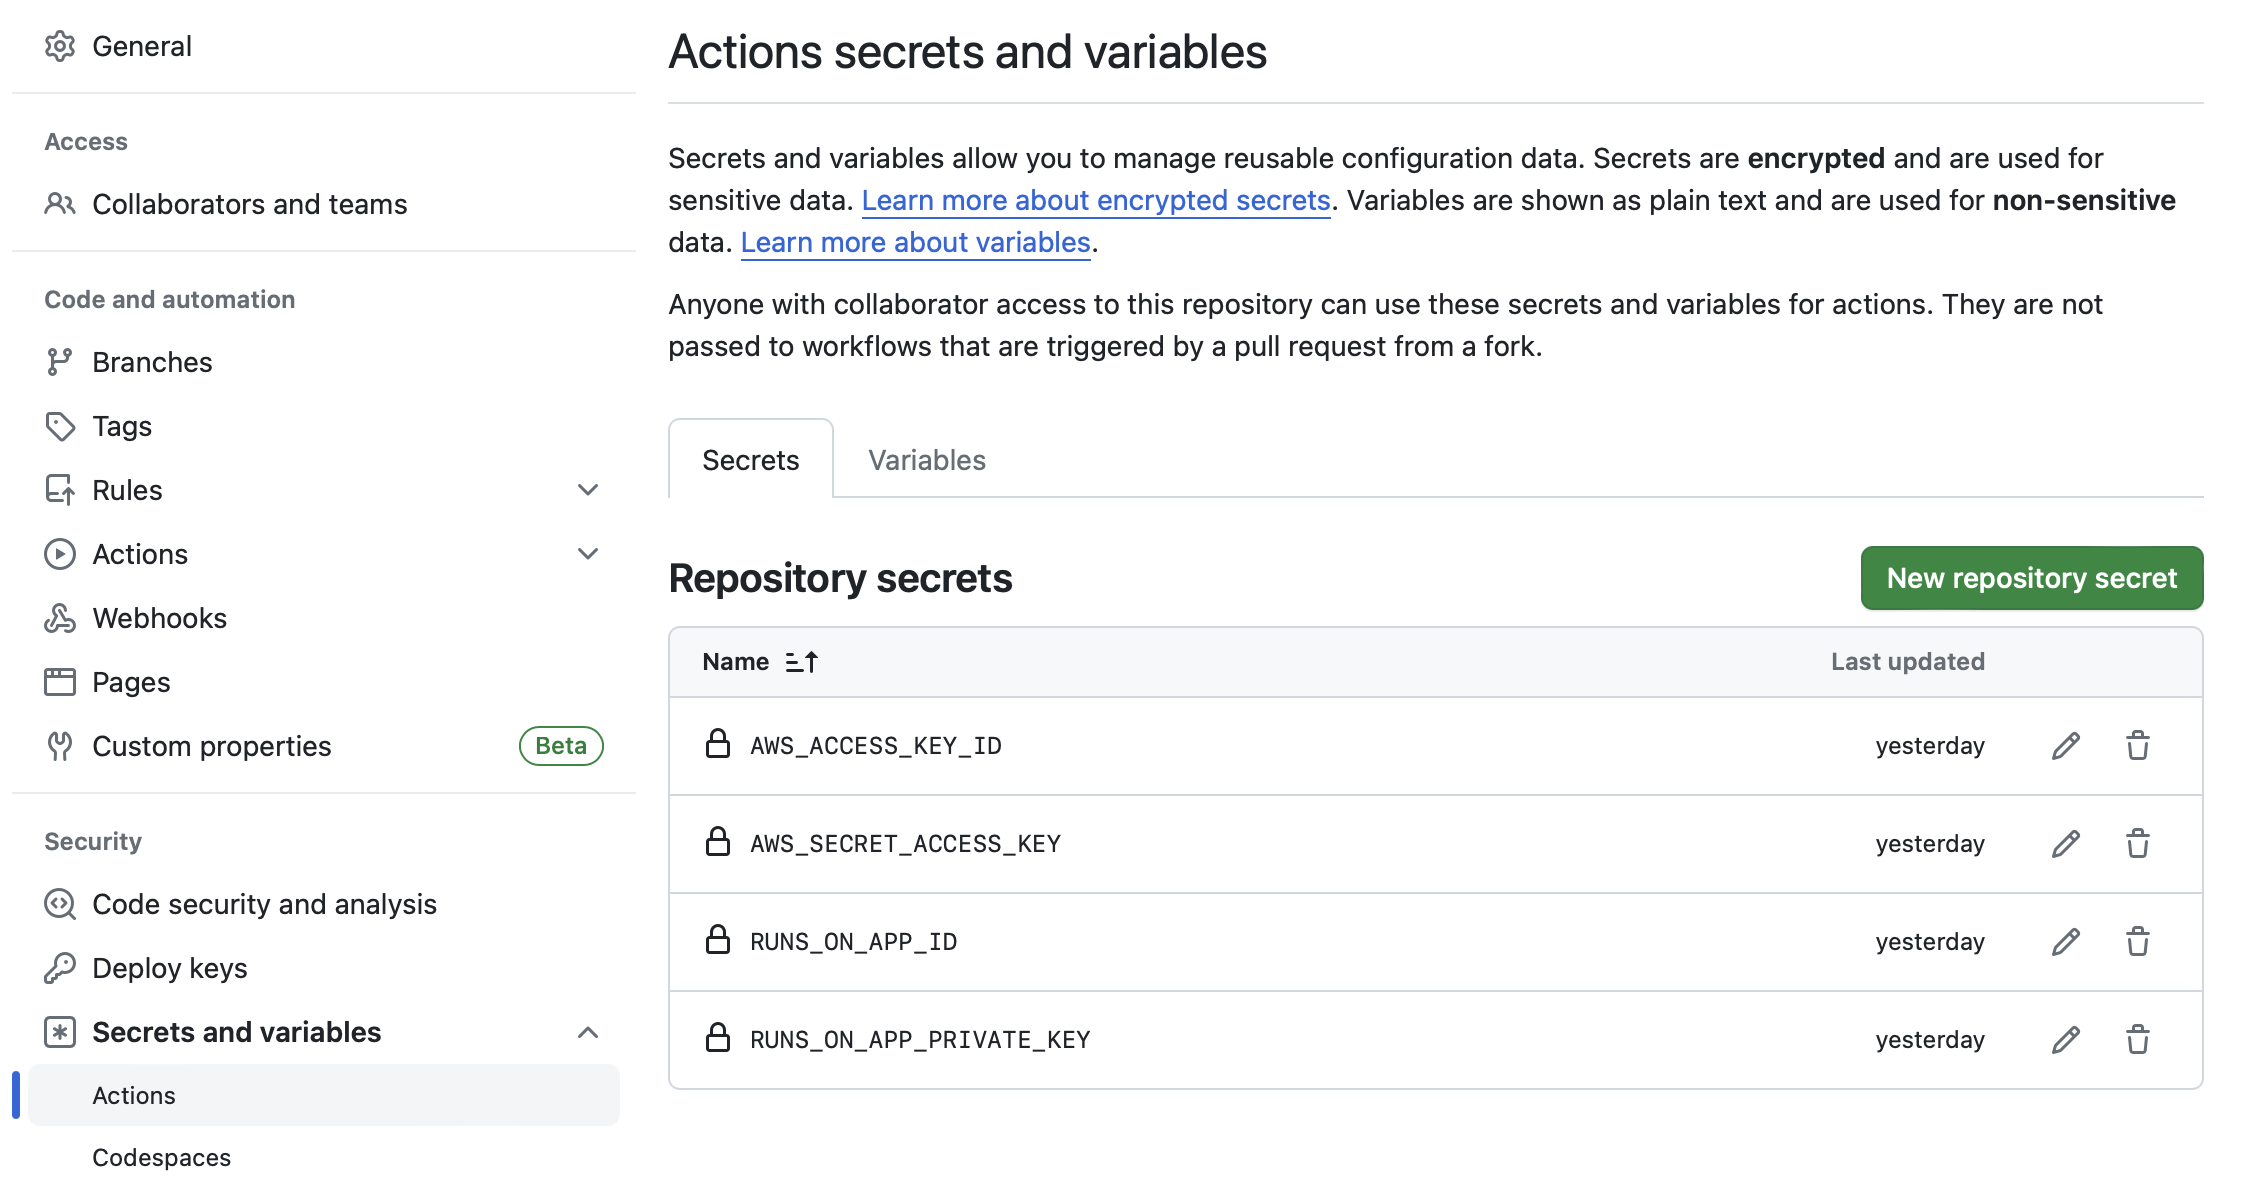 General
Access
Collaborators and teams
Code and automation
Branches
Tags
Rules
Actions
Webhooks
Pages
Custom properties Beta
Security
Code security and analysis
Deploy keys
Secrets and variables
Actions
Codespaces
Actions secrets and variables
Secrets and variables allow you to manage reusable configuration data. Secrets are encrypted and are used for
sensitive data. Learn more about encrypted secrets. Variables are shown as plain text and are used for non-sensitive
data. Learn more about variables.
Anyone with collaborator access to this repository can use these secrets and variables for actions. They are not
passed to workflows that are triggered by a pull request from a fork.
Secrets Variables
Repository secrets New repository secret
Name Last updated
AWS_ACCESS_KEY_ID yesterday
AWS_SECRET_ACCESS_KEY yesterday
RUNS_ON_APP_ID yesterday
RUNS_ON_APP_PRIVATE_KEY yesterday